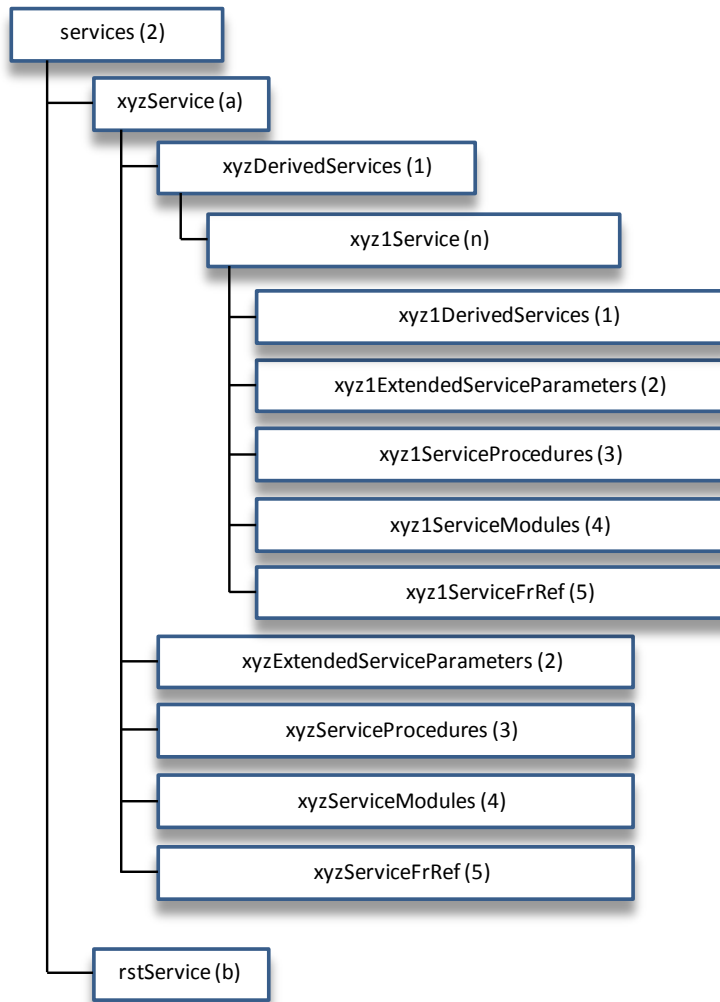 services (2)
xyzService (a)
xyzDerivedServices (1)
xyz1Service (n)
xyz1DerivedServices (1)
xyz1ExtendedServiceParameters (2)
xyz1ServiceProcedures (3)
xyz1ServiceModules (4)
xyz1ServiceFrRef (5)
xyzExtendedServiceParameters (2)
xyzServiceProcedures (3)
xyzServiceModules (4)
xyzServiceFrRef (5)
rstService (b)